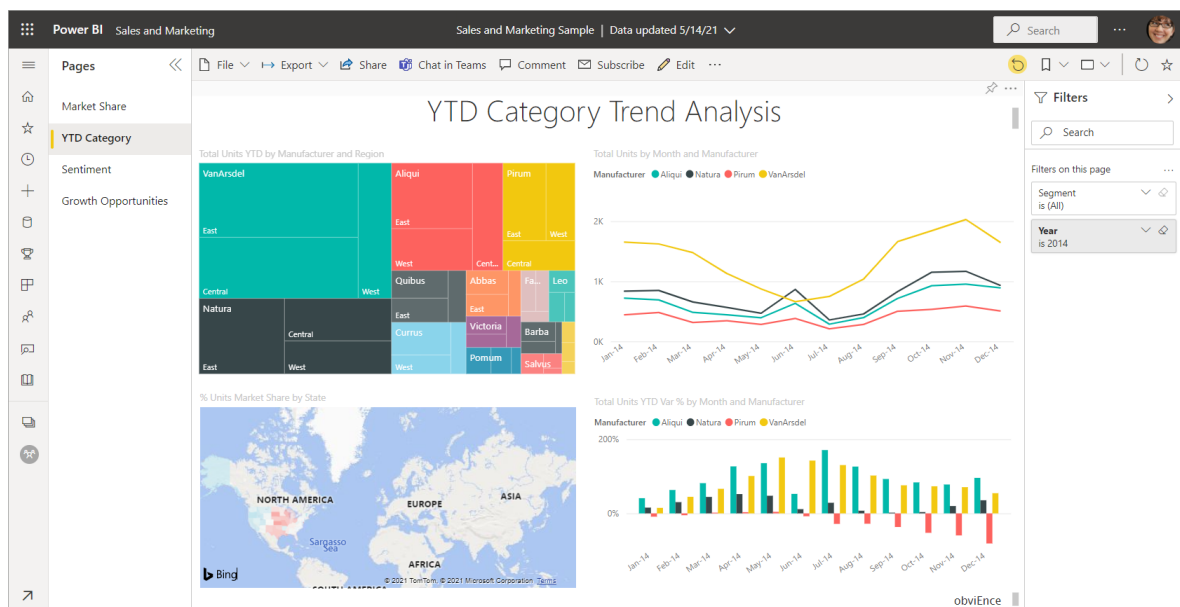 Power BI Sales and Marketing
Sales and Marketing Sample | Data updated 5/14/21
Search
Pages
File
Export
Share
Chat in Teams
Comment
Subscribe
Edit
Market Share
YTD Category
Sentiment
Growth Opportunities
YTD Category Trend Analysis
Total Units YTD by Manufacturer and Region
VanArsdel
East
Central
West
Aliqui
East
West
Cent...
Pirum
East
West
Central
Natura
East
Central
West
Quibus
East
Currus
West
Abbas
East
Victoria
Pomum
Fa...
Leo
Barba
Salvus
Total Units by Month and Manufacturer
Manufacturer Aliqui Natura Pirum VanArsdel
2K
1K
0K
Jan-14 Feb-14 Mar-14 Apr-14 May-14 Jun-14 Jul-14 Aug-14 Sep-14 Oct-14 Nov-14 Dec-14
% Units Market Share by State
NORTH AMERICA
EUROPE
ASIA
Sargasso
Sea
AFRICA
Bing
© 2021 TomTom, © 2021 Microsoft Corporation Terms
SOUTH AMERICA
Total Units YTD Var % by Month and Manufacturer
Manufacturer Aliqui Natura Pirum VanArsdel
200%
0%
Jan-14 Feb-14 Mar-14 Apr-14 May-14 Jun-14 Jul-14 Aug-14 Sep-14 Oct-14 Nov-14 Dec-14
obviEnce
Filters
Search
Filters on this page
Segment
is (All)
Year
is 2014